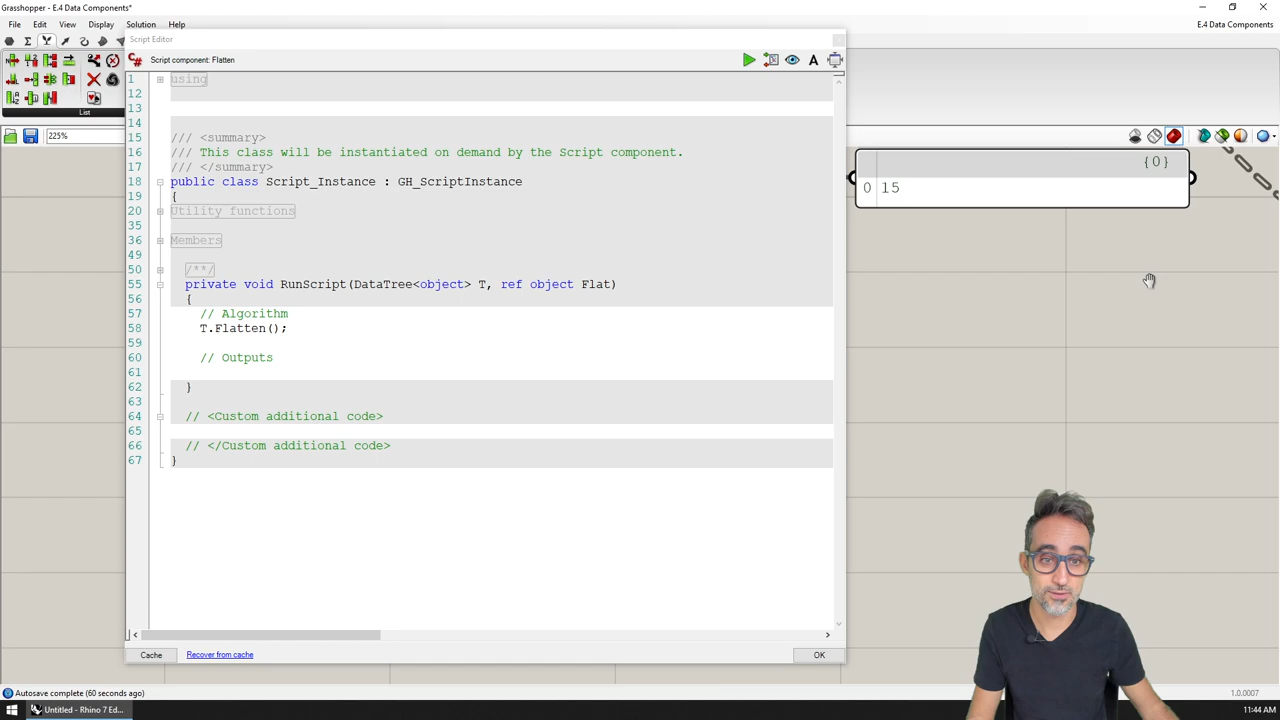 Grasshopper - E.4 Data Components*
File Edit View Display Solution Help
E.4 Data Components
Script Editor
C# Script component: Flatten
List
225%
1 using
12
13
14
15 /// <summary>
16 /// This class will be instantiated on demand by the Script component.
17 /// </summary>
18 public class Script_Instance : GH_ScriptInstance
19 {
20 Utility functions
35
36 Members
49
50 /**/
55 private void RunScript(DataTree<object> T, ref object Flat)
56 {
57 // Algorithm
58 T.Flatten();
59
60 // Outputs
61
62 }
63
64 // <Custom additional code>
65
66 // </Custom additional code>
67 }
{0}
0 15
Cache Recover from cache OK
Autosave complete (60 seconds ago)
1.0.0007
Untitled - Rhino 7 Ed...
11:44 AM